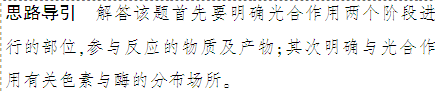 思路导引 解答该题首先要明确光合作用两个阶段进
行的部位,参与反应的物质及产物;其次明确与光合作
用有关色素与酶的分布场所。